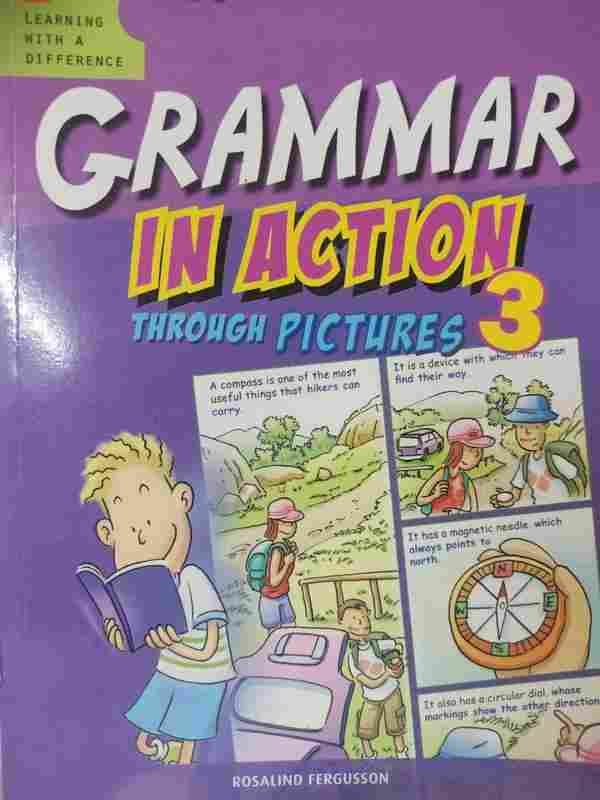 LEARNING
WITH A
DIFFERENCE
GRAMMAR
IN ACTION
THROUGH PICTURES 3
A compass is one of the most
useful things that hikers can
carry.
It is a device with which they can
find their way.
It has a magnetic needle, which
always points to
north.
N
E
S
It also has a circular dial, whose
markings show the other direction
ROSALIND FERGUSSON